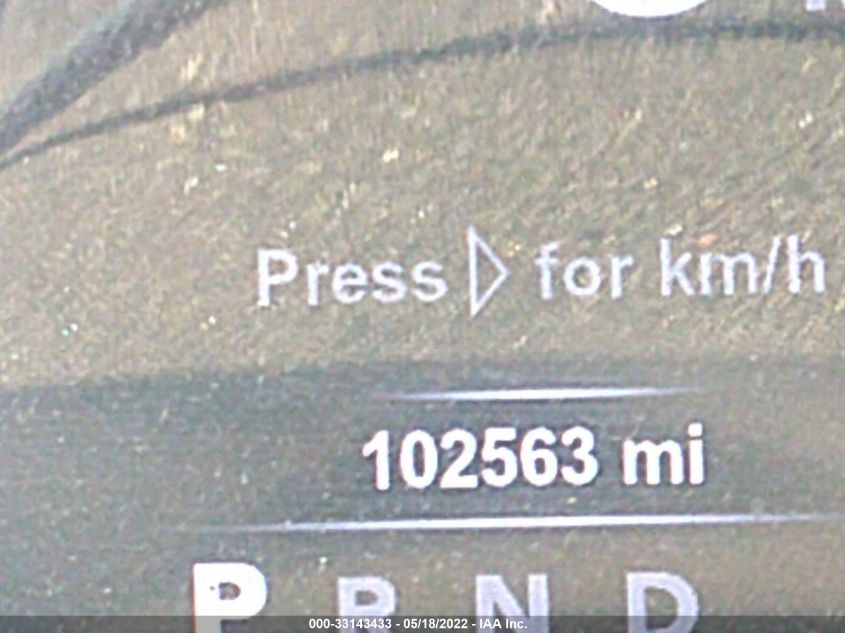 Press ▷ for km/h
102563 mi
P R N D
000-33143433 - 05/18/2022 - IAA Inc.